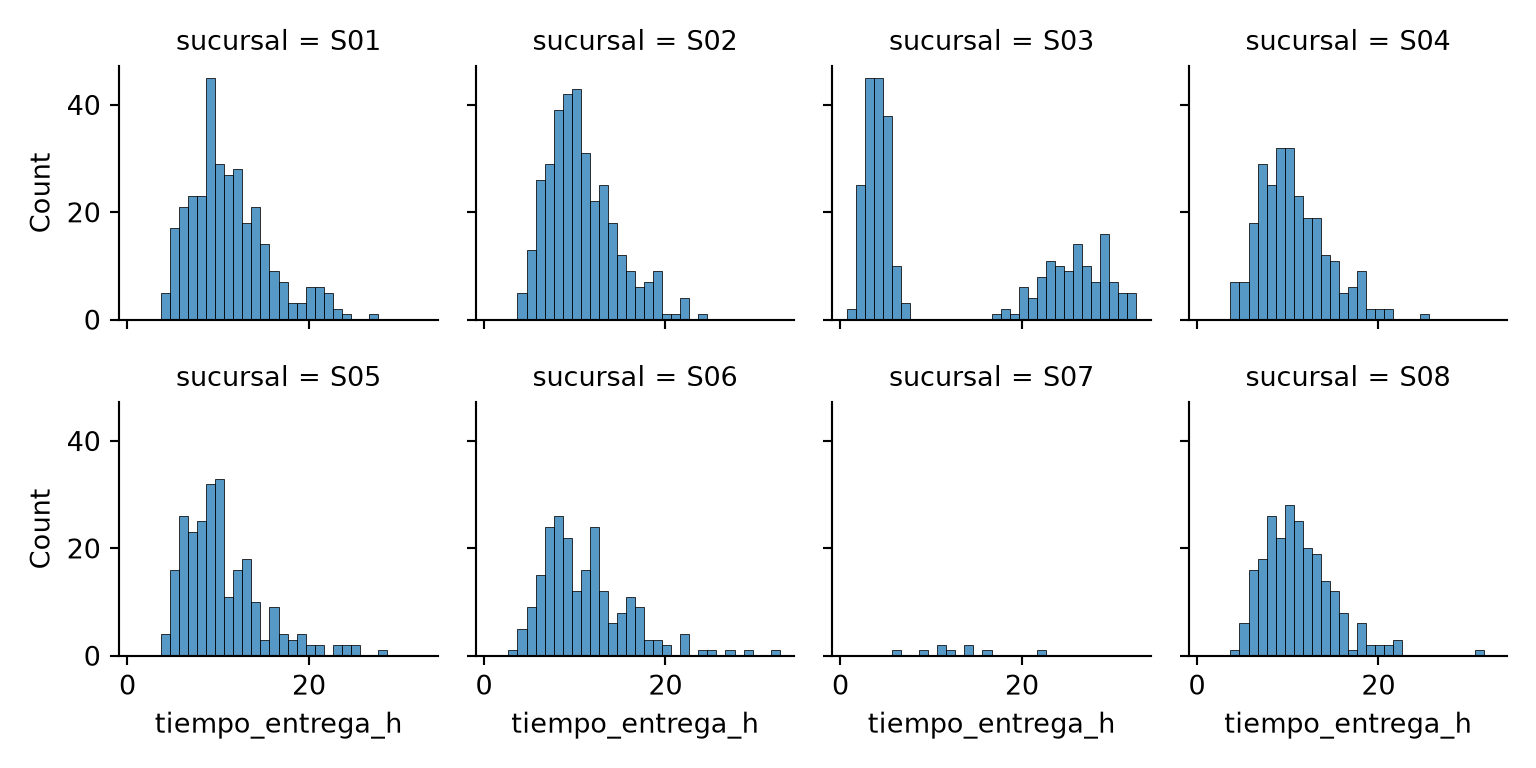 sucursal = S01
sucursal = S02
sucursal = S03
sucursal = S04
Count
40
20
0
sucursal = S05
sucursal = S06
sucursal = S07
sucursal = S08
Count
40
20
0
0 20
0 20
0 20
0 20
tiempo_entrega_h
tiempo_entrega_h
tiempo_entrega_h
tiempo_entrega_h